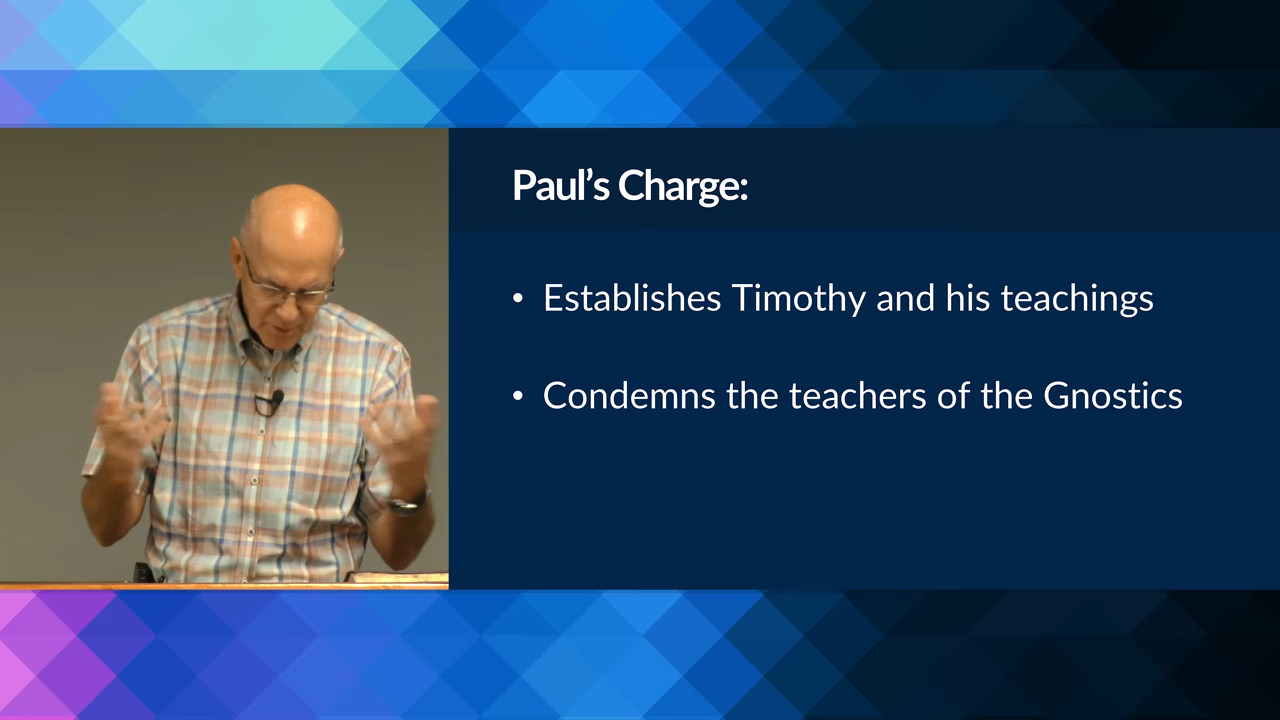 Paul’s Charge:
• Establishes Timothy and his teachings
• Condemns the teachers of the Gnostics